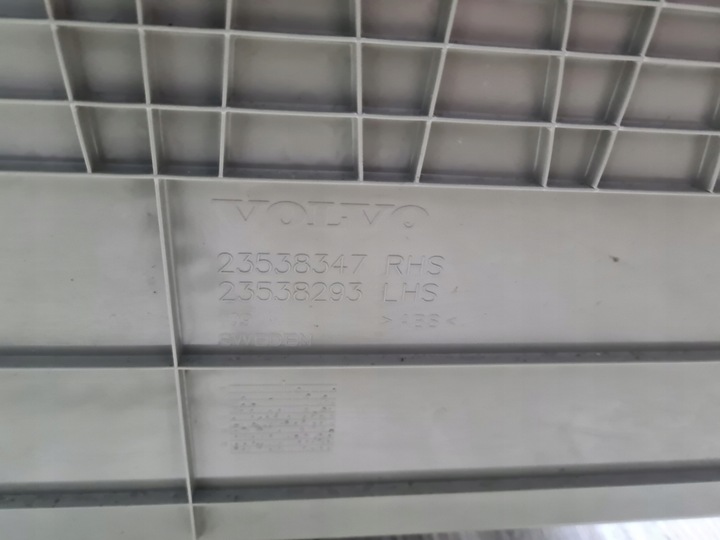 VOLVO
23538347 RHS
23538293 LHS
>ABS<
SWEDEN